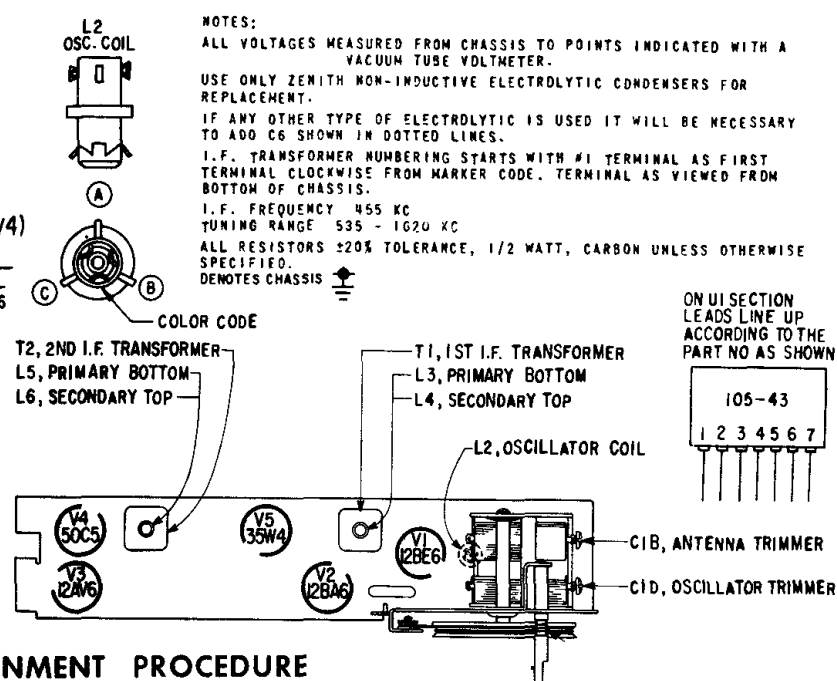 L2
OSC. COIL
NOTES:
ALL VOLTAGES MEASURED FROM CHASSIS TO POINTS INDICATED WITH A
VACUUM TUBE VOLTMETER.
USE ONLY ZENITH NON-INDUCTIVE ELECTROLYTIC CONDENSERS FOR
REPLACEMENT.
IF ANY OTHER TYPE OF ELECTROLYTIC IS USED IT WILL BE NECESSARY
TO ADD C6 SHOWN IN DOTTED LINES.
I.F. TRANSFORMER NUMBERING STARTS WITH #1 TERMINAL AS FIRST
TERMINAL CLOCKWISE FROM MARKER CODE. TERMINAL AS VIEWED FROM
BOTTOM OF CHASSIS.
I.F. FREQUENCY 455 KC
TUNING RANGE 535 - 1620 KC
ALL RESISTORS ±20% TOLERANCE, 1/2 WATT, CARBON UNLESS OTHERWISE
SPECIFIED.
DENOTES CHASSIS
A
V4)
6
C
B
COLOR CODE
ON U1 SECTION
LEADS LINE UP
ACCORDING TO THE
PART NO AS SHOWN
105-43
1 2 3 4 5 6 7
T2, 2ND I.F. TRANSFORMER
L5, PRIMARY BOTTOM
L6, SECONDARY TOP
T1, 1ST I.F. TRANSFORMER
L3, PRIMARY BOTTOM
L4, SECONDARY TOP
L2, OSCILLATOR COIL
V4
50C5
V5
35W4
V1
12BE6
V3
12AV6
V2
12BA6
C1B, ANTENNA TRIMMER
C1D, OSCILLATOR TRIMMER
NMENT PROCEDURE